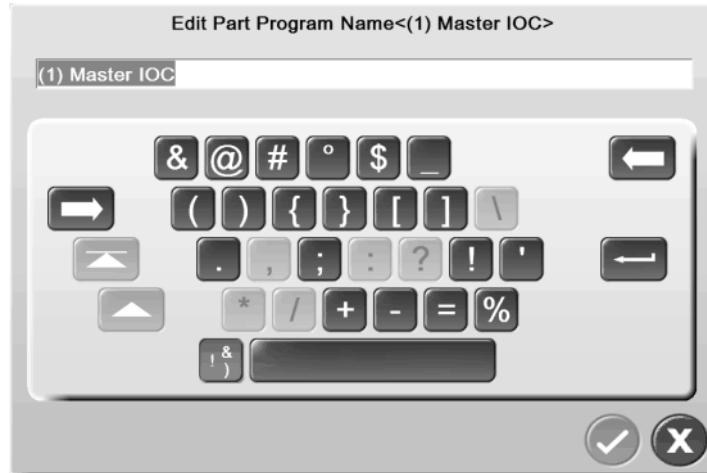 Edit Part Program Name<(1) Master IOC>
(1) Master IOC
& @ # ° $ _
( ) { } [ ] \
. , ; : ? ! '
* / + - = %
! & )
X